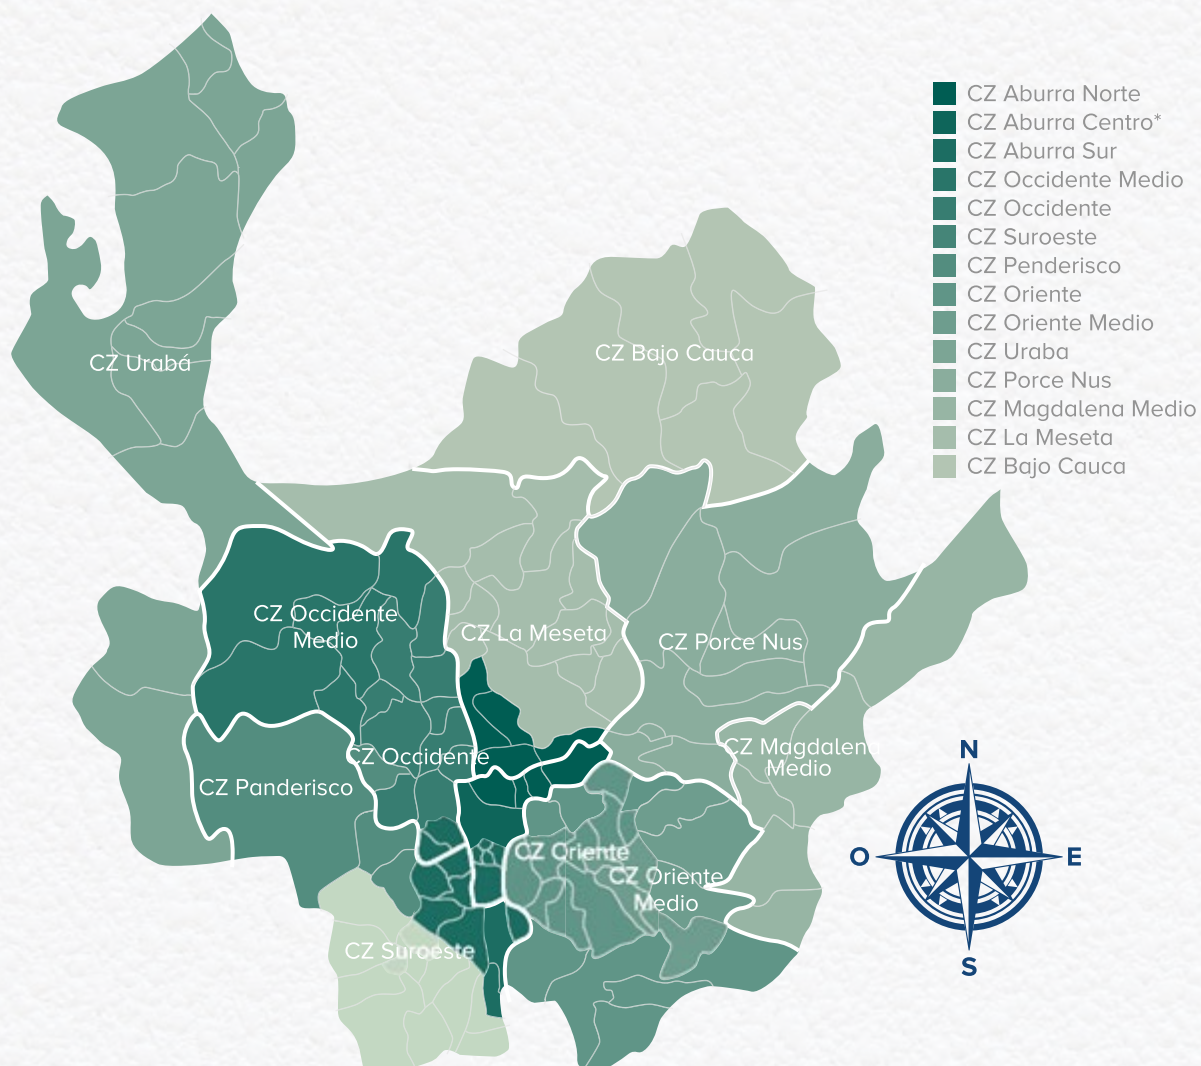 CZ Aburra Norte
CZ Aburra Centro*
CZ Aburra Sur
CZ Occidente Medio
CZ Occidente
CZ Suroeste
CZ Penderisco
CZ Oriente
CZ Oriente Medio
CZ Uraba
CZ Porce Nus
CZ Magdalena Medio
CZ La Meseta
CZ Bajo Cauca
CZ Urabá
CZ Bajo Cauca
CZ Occidente
Medio
CZ La Meseta
CZ Porce Nus
CZ Occidente
CZ Magdalena
Medio
CZ Panderisco
CZ Oriente
CZ Oriente
Medio
CZ Suroeste
N
O
E
S